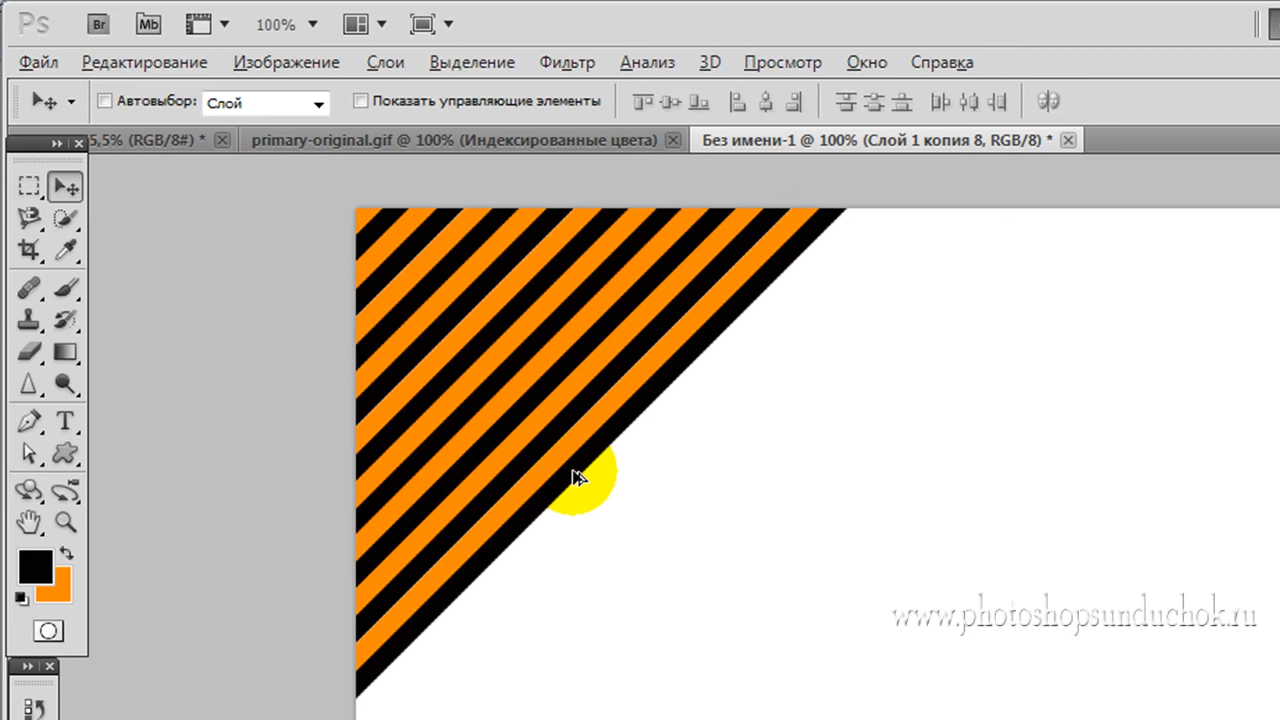 Ps Br Mb 100%
Файл Редактирование Изображение Слои Выделение Фильтр Анализ 3D Просмотр Окно Справка
Автовыбор: Слой Показать управляющие элементы
5,5% (RGB/8#) * primary-original.gif @ 100% (Индексированные цвета) Без имени-1 @ 100% (Слой 1 копия 8, RGB/8) *
T
www.photoshopsunduchok.ru